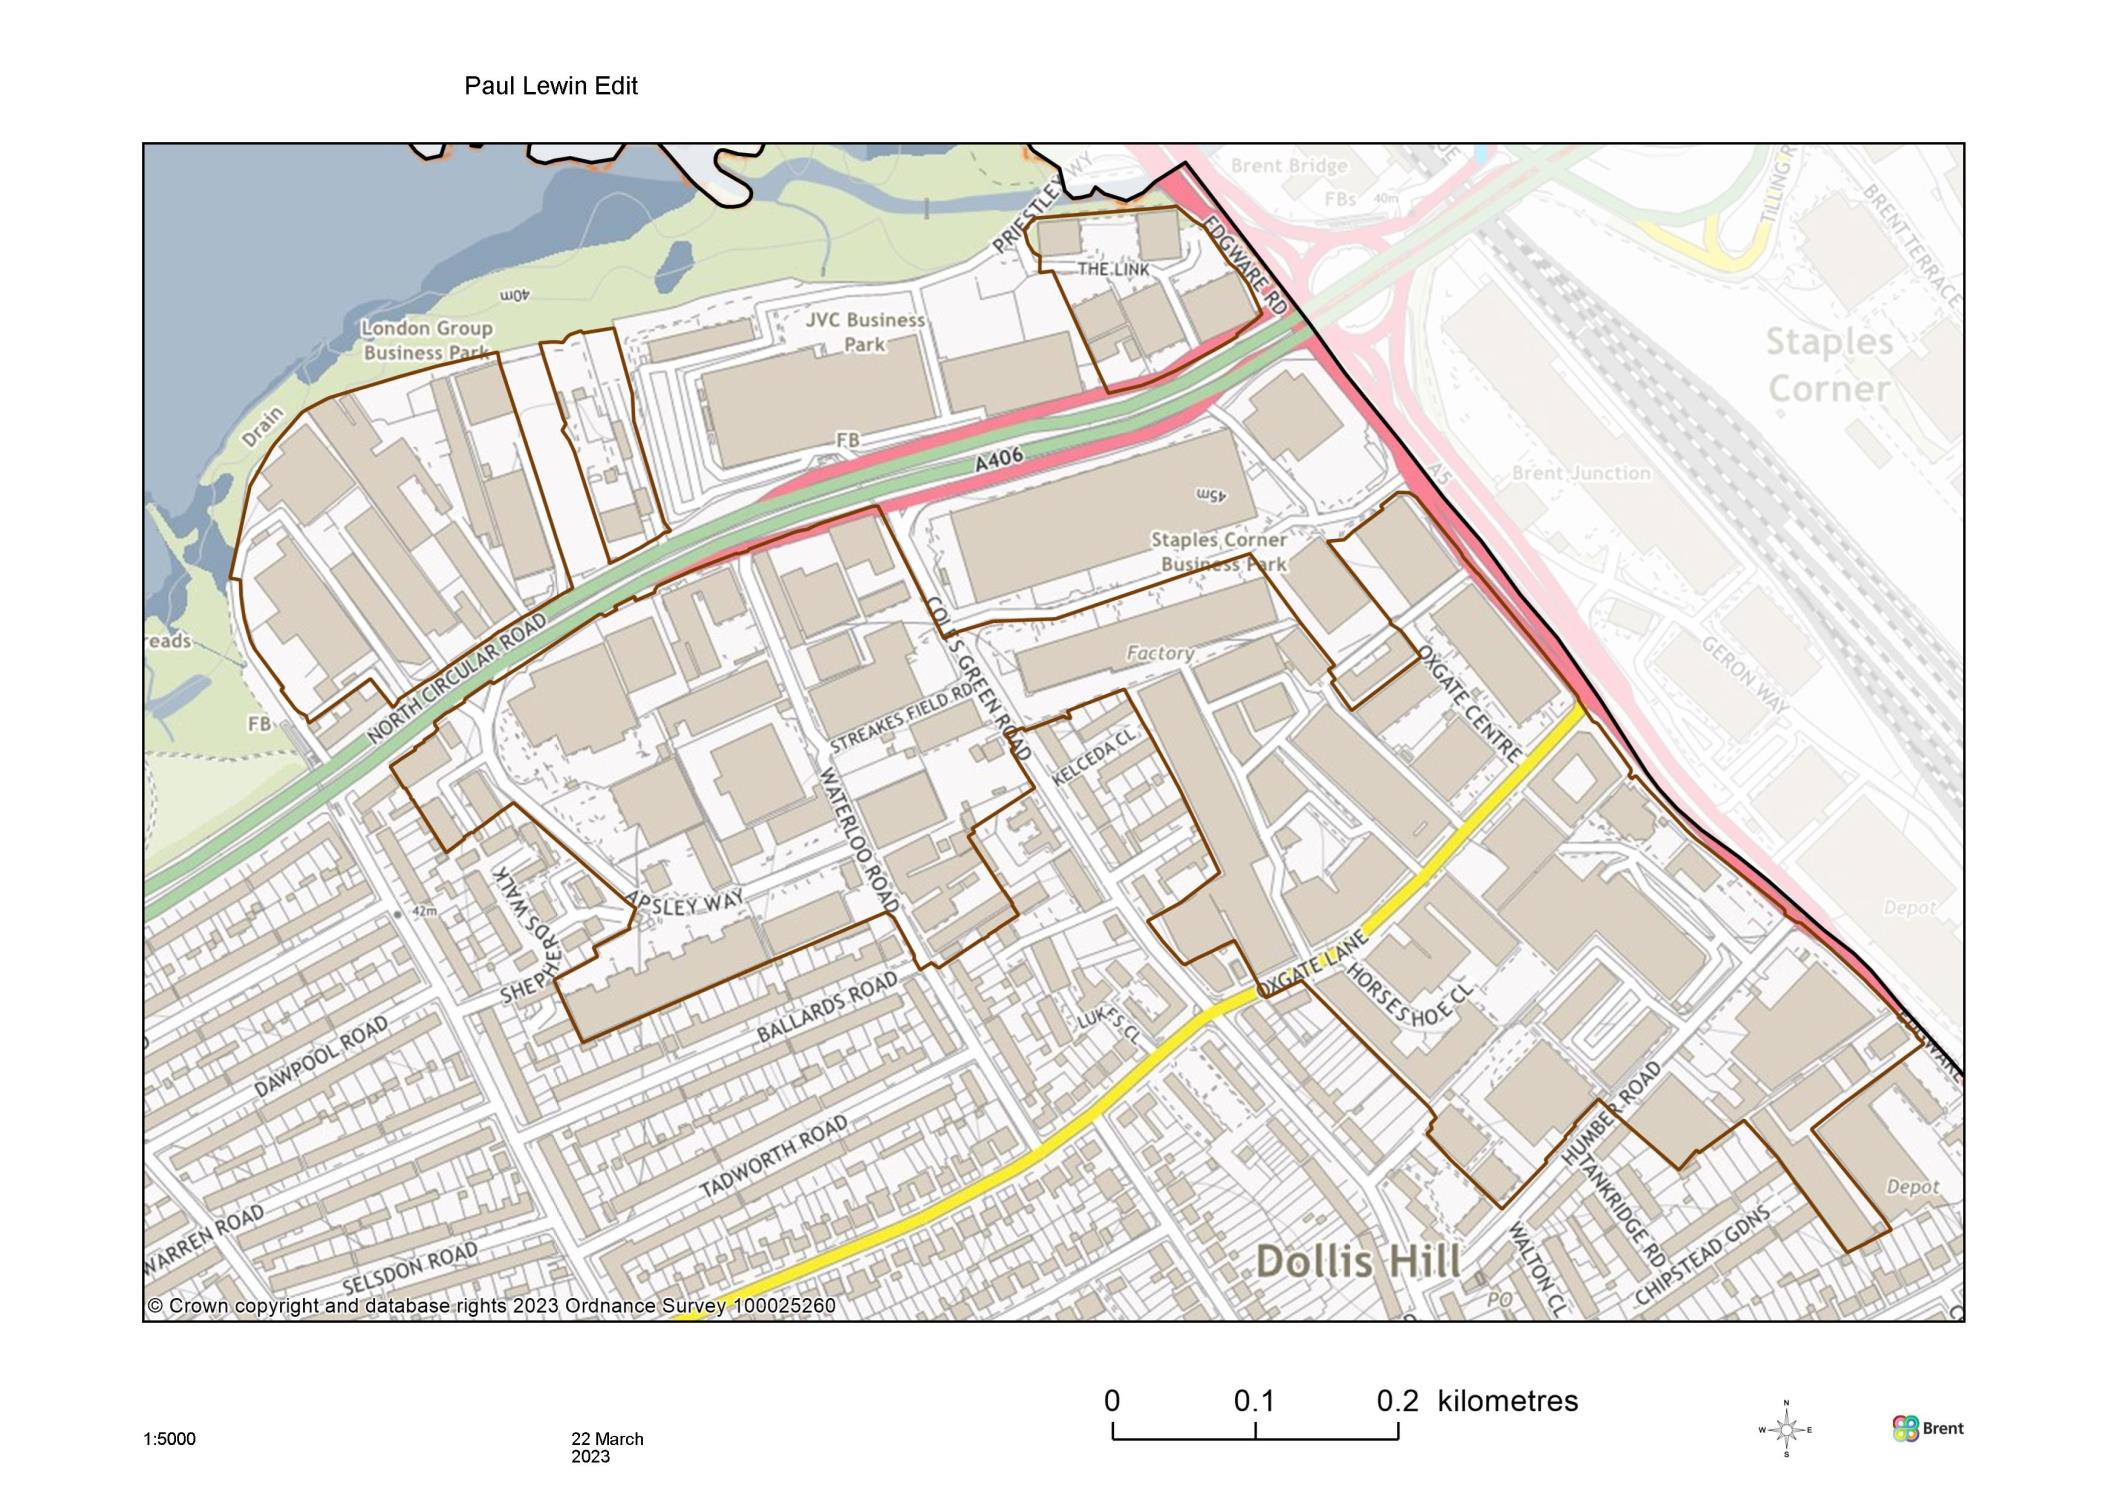 Paul Lewin Edit
PRIESTLEY WY
Brent Bridge
FBs
40m
TILLING R
BRENT TERRACE
EDGWARE RD
THE LINK
40m
London Group
Business Park
JVC Business
Park
Staples
Corner
Drain
FB
A406
A5
Brent Junction
45m
Staples Corner
Business Park
COLES GREEN ROAD
NORTH CIRCULAR ROAD
reads
Factory
OXGATE CENTRE
GERON WAY
FB
STREAKES FIELD RD
KELCEDA CL
WATERLOO ROAD
SHEPHERDS WALK
42m
APSLEY WAY
Depot
OXGATE LANE
HORSESHOE CL
BALLARDS ROAD
LUKES CL
DAWPOOL ROAD
EDGWARE
HUMBER ROAD
TADWORTH ROAD
TANKRIDGE RD
Depot
WARREN ROAD
SELSDON ROAD
Dollis Hill
WALTON CL
CHIPSTEAD GDNS
PO
© Crown copyright and database rights 2023 Ordnance Survey 100025260
0 0.1 0.2 kilometres
1:5000
22 March
2023
N
W E
S
Brent